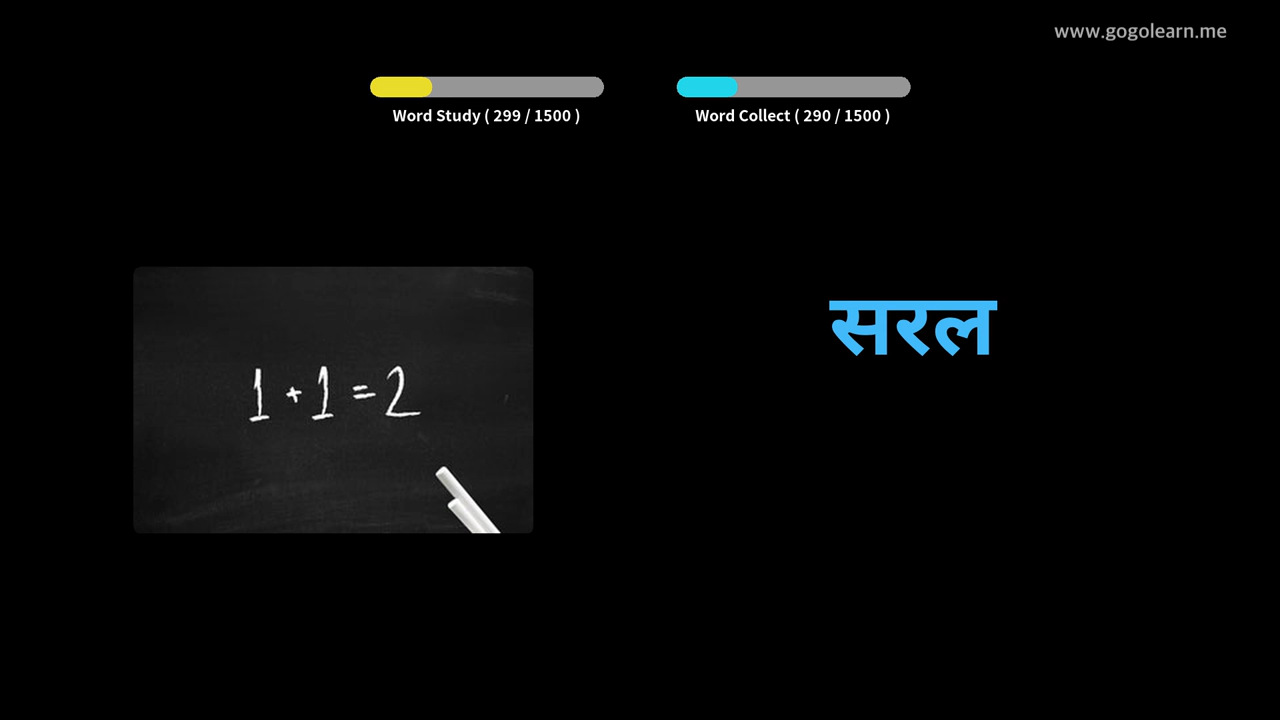 www.gogolearn.me
Word Study ( 299 / 1500 )
Word Collect ( 290 / 1500 )
1 + 1 = 2
सरल